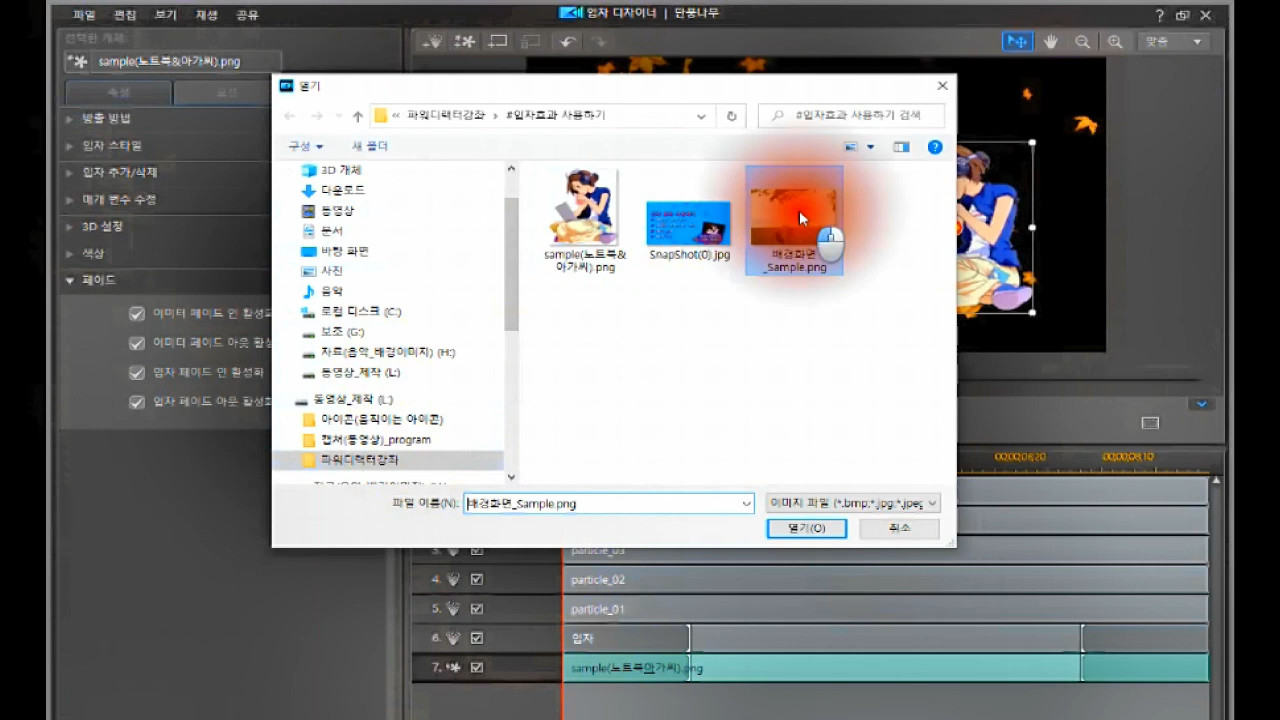 파일 편집 보기 재생 공유
입자 디자이너 | 단풍나무
선택한 개체
sample(노트북&아가씨).png
맞춤
속성
방출 방법
입자 스타일
입자 추가/삭제
매개 변수 수정
3D 설정
색상
페이드
이미터 페이드 인 활성화
이미터 페이드 아웃 활성
입자 페이드 인 활성화
입자 페이드 아웃 활성화
열기
« 파워디렉터강좌 › #입자효과 사용하기
#입자효과 사용하기 검색
구성 새 폴더
3D 개체
다운로드
동영상
문서
바탕 화면
사진
음악
로컬 디스크 (C:)
보조 (G:)
자료(음악_배경이미지) (H:)
동영상_제작 (L:)
동영상_제작 (L:)
아이콘(움직이는 아이콘)
캡쳐(동영상)_program
파워디렉터강좌
sample(노트북&
아가씨).png
SnapShot(0).jpg
배경화면
_Sample.png
파일 이름(N):
배경화면_Sample.png
이미지 파일 (*.bmp;*.jpg;*.jpeg
열기(O)
취소
00;00;06;20 00;00;08;10
3. particle_03
4. particle_02
5. particle_01
6. 입자
7. sample(노트북아가씨).png